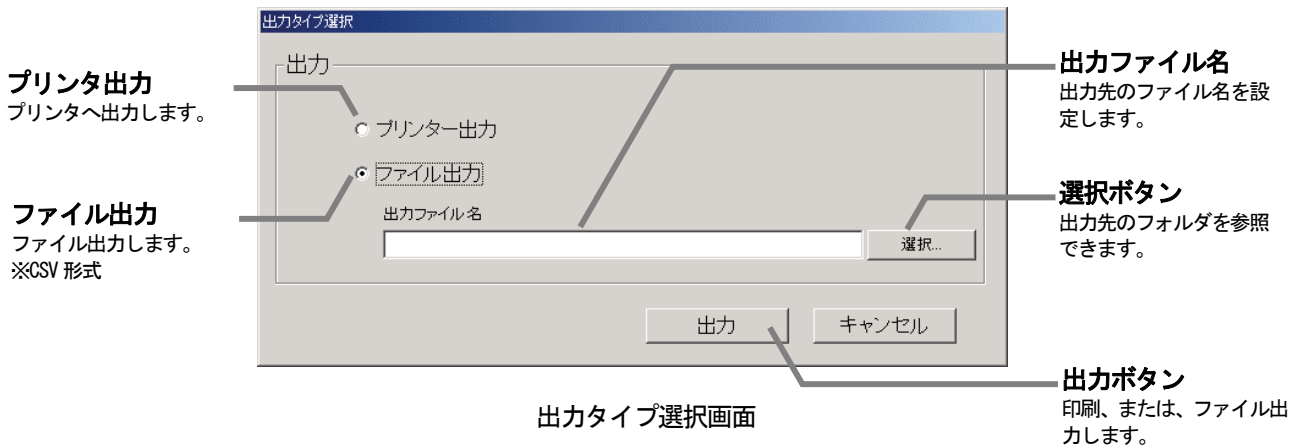 出力タイプ選択
出力
プリンタ出力
プリンタへ出力します。
プリンター出力
ファイル出力
ファイル出力
ファイル出力します。
※CSV 形式
出力ファイル名
選択...
出力ファイル名
出力先のファイル名を設
定します。
選択ボタン
出力先のフォルダを参照
できます。
出力
キャンセル
出力ボタン
印刷、または、ファイル出
力します。
出力タイプ選択画面